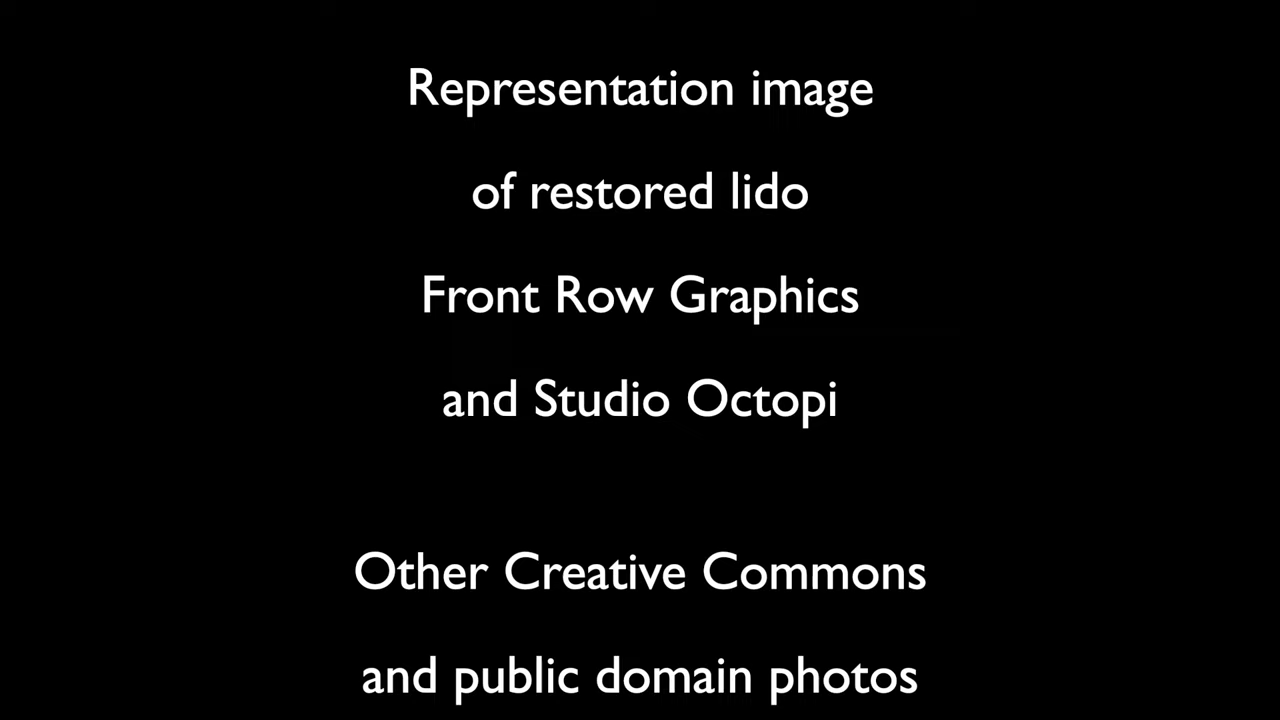 Representation image
of restored lido
Front Row Graphics
and Studio Octopi
Other Creative Commons
and public domain photos